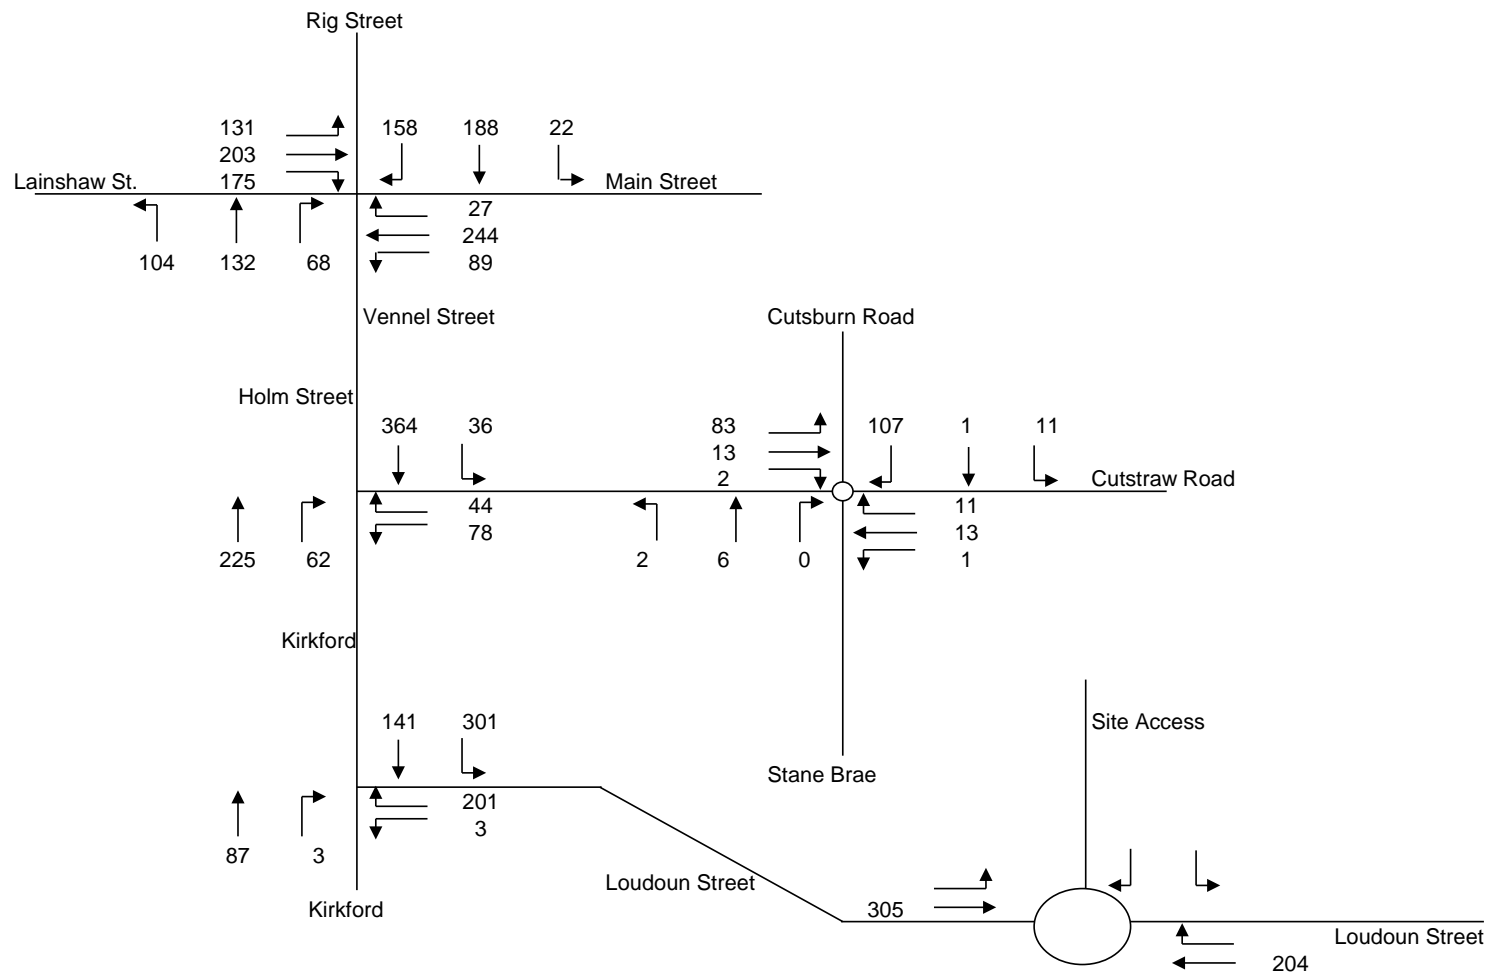 Rig Street
131 158 188 22
203
Lainshaw St. 175 Main Street
27
244
104 132 68 89
Vennel Street Cutsburn Road
Holm Street
364 36 83 107 1 11
13
2 Cutstraw Road
44 11
78 13
225 62 2 6 0 1
Kirkford
141 301 Site Access
Stane Brae
201
3
87 3
Loudoun Street
Kirkford 305
Loudoun Street
204